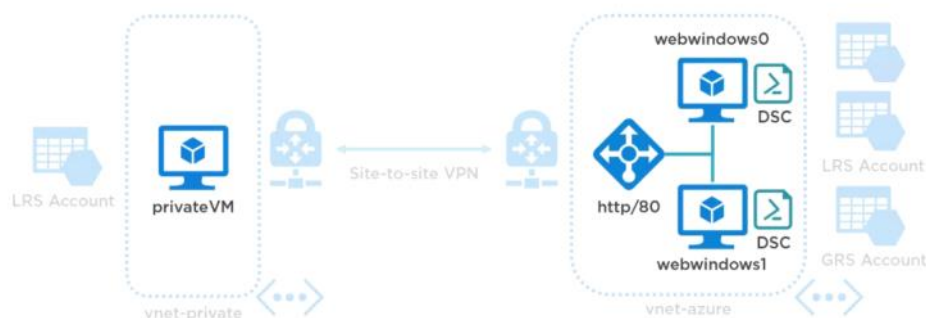 webwindows0
DSC
LRS Account
privateVM
Site-to-site VPN
http/80
LRS Account
DSC
webwindows1
GRS Account
vnet-private
vnet-azure